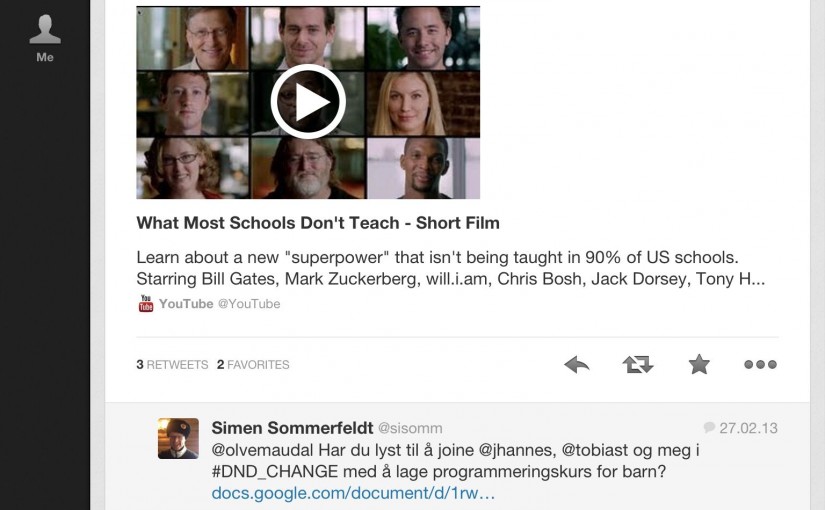 Me
What Most Schools Don't Teach - Short Film
Learn about a new "superpower" that isn't being taught in 90% of US schools.
Starring Bill Gates, Mark Zuckerberg, will.i.am, Chris Bosh, Jack Dorsey, Tony H...
You Tube YouTube @YouTube
3 RETWEETS 2 FAVORITES
Simen Sommerfeldt @sisomm 27.02.13
@olvemaudal Har du lyst til å joine @jhannes, @tobiast og meg i
#DND_CHANGE med å lage programmeringskurs for barn?
docs.google.com/document/d/1rw…